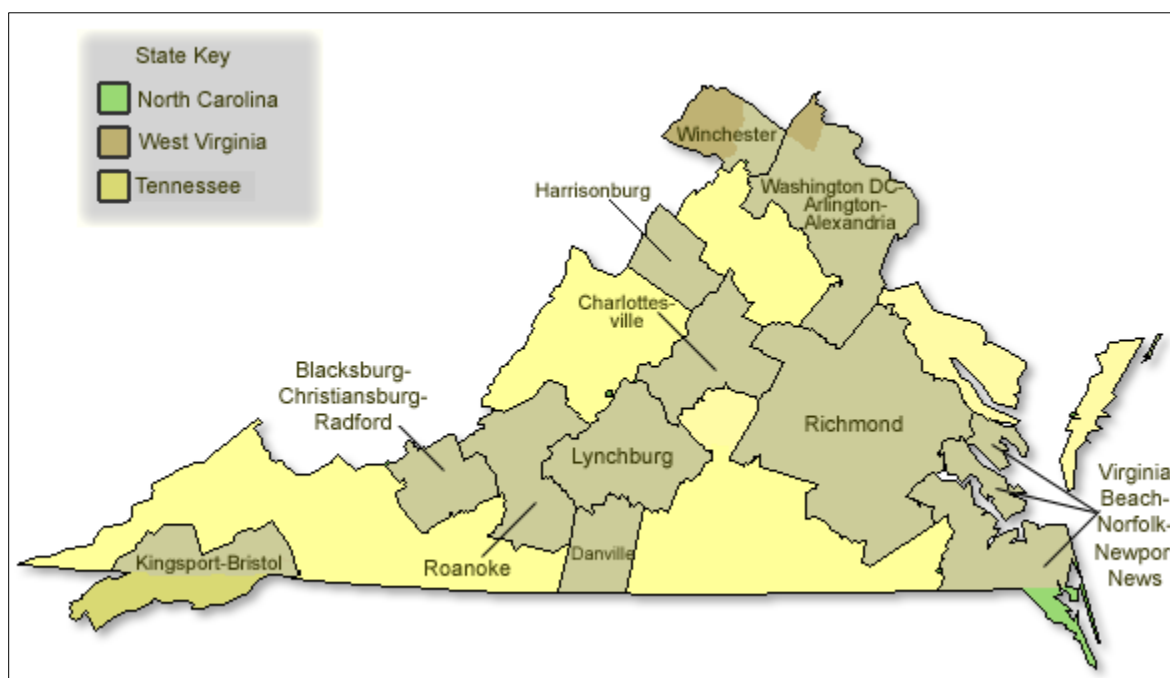 State Key
North Carolina
West Virginia
Tennessee
Winchester
Washington DC-
Arlington-
Alexandria
Harrisonburg
Charlottes-
ville
Blacksburg-
Christiansburg-
Radford
Richmond
Lynchburg
Virginia
Beach-
Norfolk-
Newpor
News
Danville
Kingsport-Bristol
Roanoke